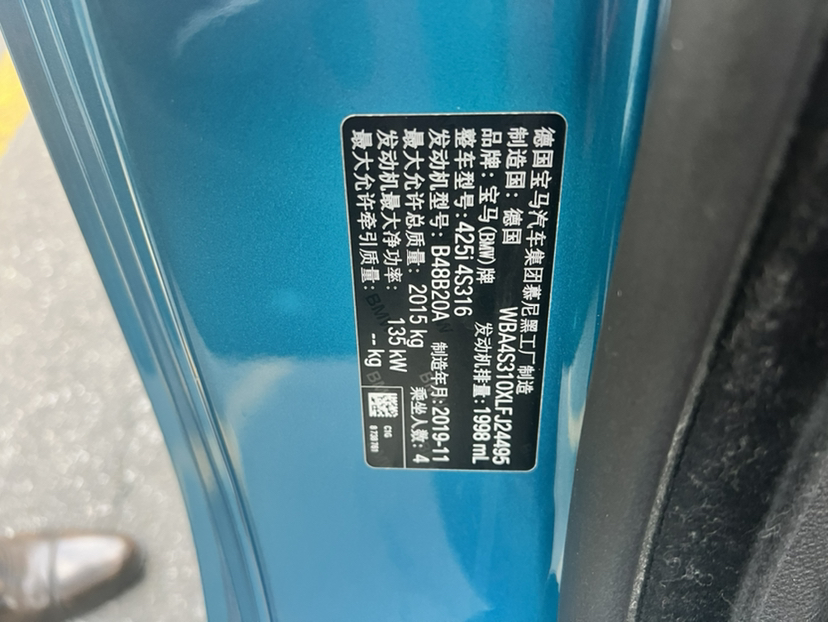 德国宝马汽车集团慕尼黑工厂制造
制造国：德国 WBA4S310XLFJ24495
品牌：宝马(BMW)牌 发动机排量：1998 mL
整车型号：425i 4S316
发动机型号：B48B20A 制造年月：2019-11
最大允许总质量：2015 kg 乘坐人数：4
发动机最大净功率：135 kW
最大允许牵引质量：-- kg
C1G